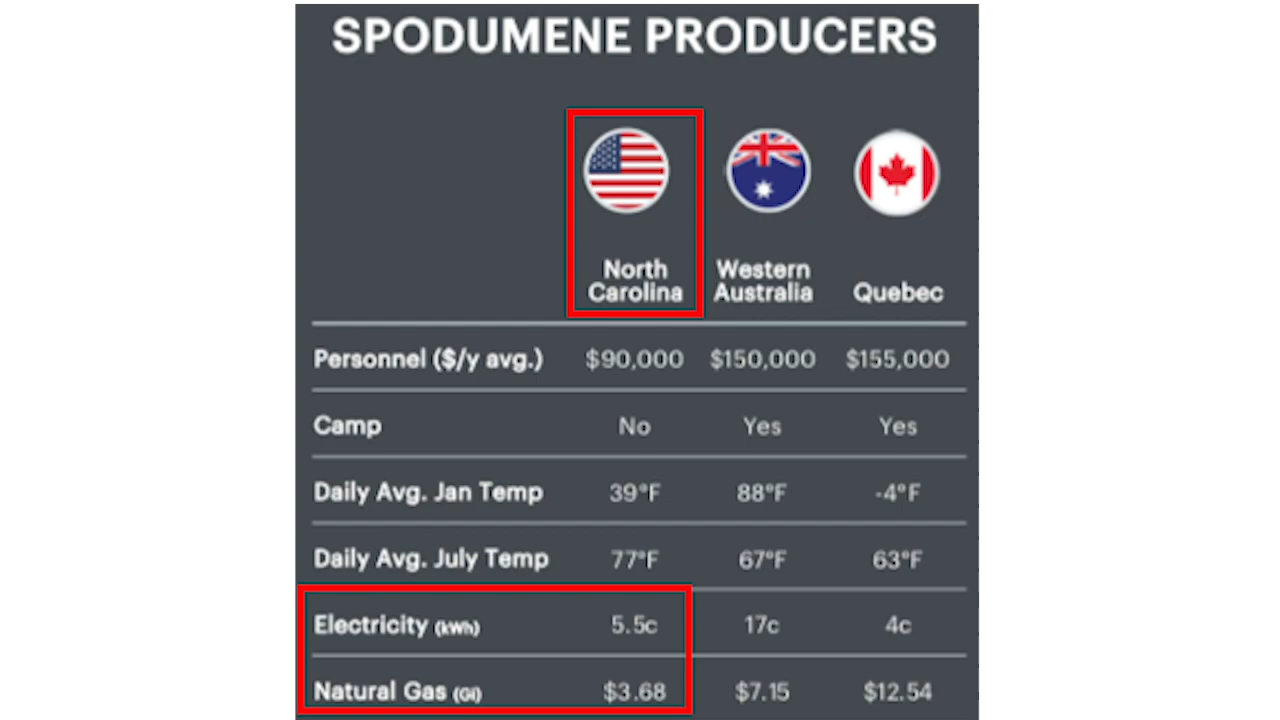 SPODUMENE PRODUCERS
North Carolina Western Australia Quebec
Personnel ($/y avg.) $90,000 $150,000 $155,000
Camp No Yes Yes
Daily Avg. Jan Temp 39°F 88°F -4°F
Daily Avg. July Temp 77°F 67°F 63°F
Electricity (kWh) 5.5c 17c 4c
Natural Gas (GJ) $3.68 $7.15 $12.54